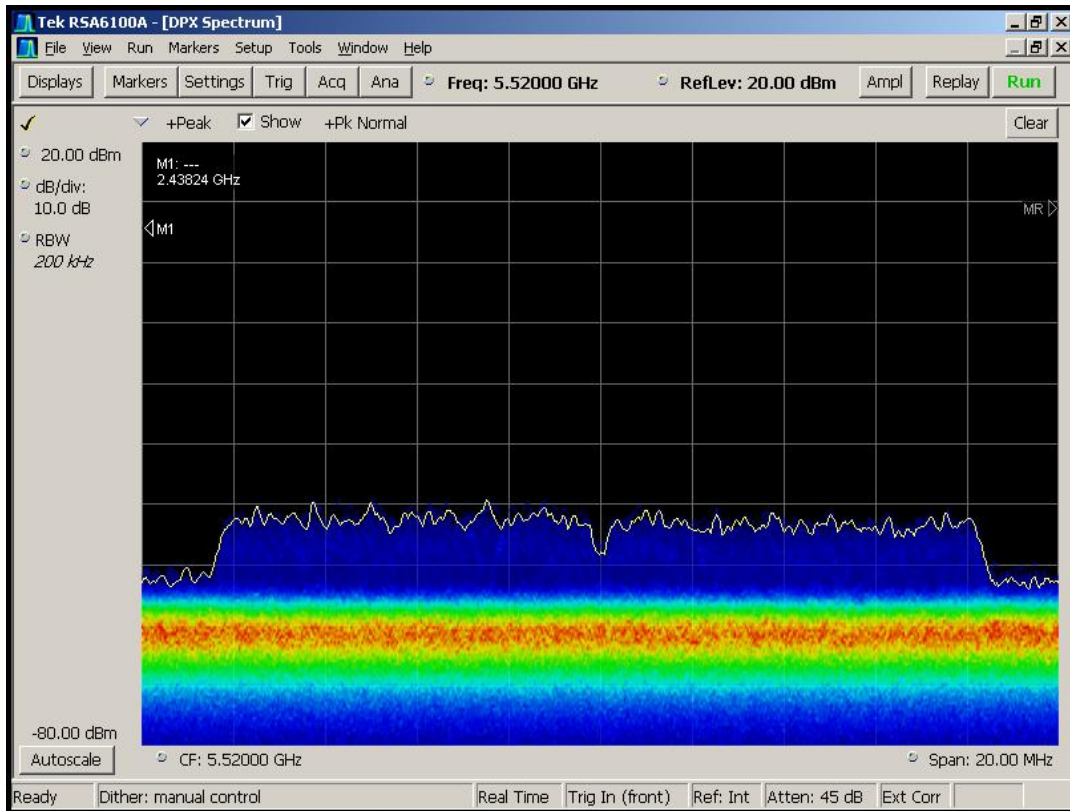 Tek RSA6100A - [DPX Spectrum]
File View Run Markers Setup Tools Window Help
Displays Markers Settings Trig Acq Ana Freq: 5.52000 GHz RefLev: 20.00 dBm Ampl Replay Run
+Peak Show +Pk Normal Clear
20.00 dBm
dB/div:
10.0 dB
RBW
200 kHz
M1: ---
2.43824 GHz
MR
M1
-80.00 dBm
Autoscale CF: 5.52000 GHz Span: 20.00 MHz
Ready Dither: manual control Real Time Trig In (front) Ref: Int Atten: 45 dB Ext Corr